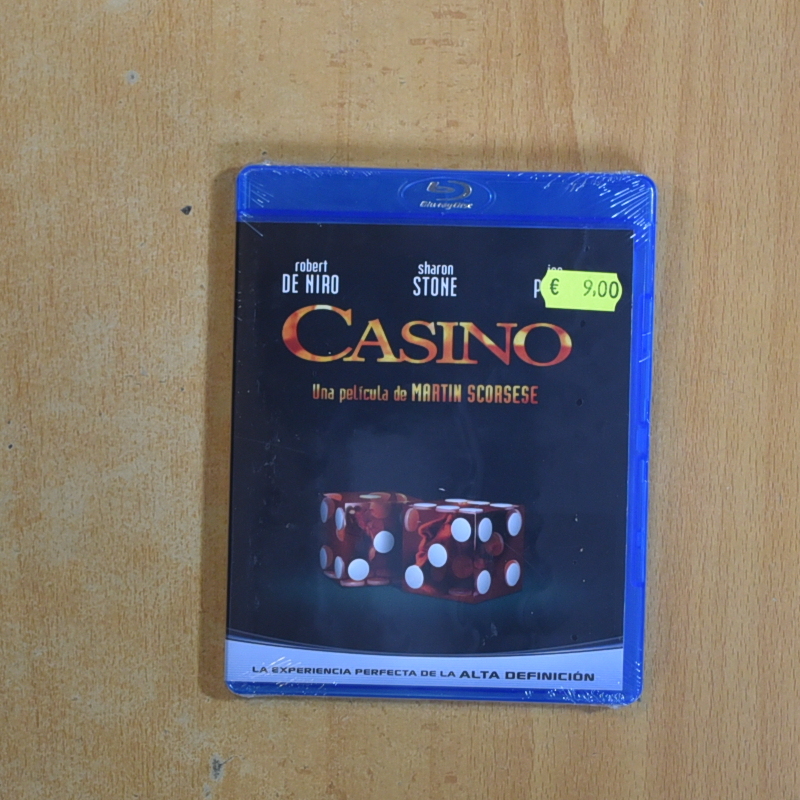 Blu-ray Disc
robert
DE NIRO
sharon
STONE
€ 9,00
CASINO
Una película de MARTIN SCORSESE
LA EXPERIENCIA PERFECTA DE LA ALTA DEFINICIÓN